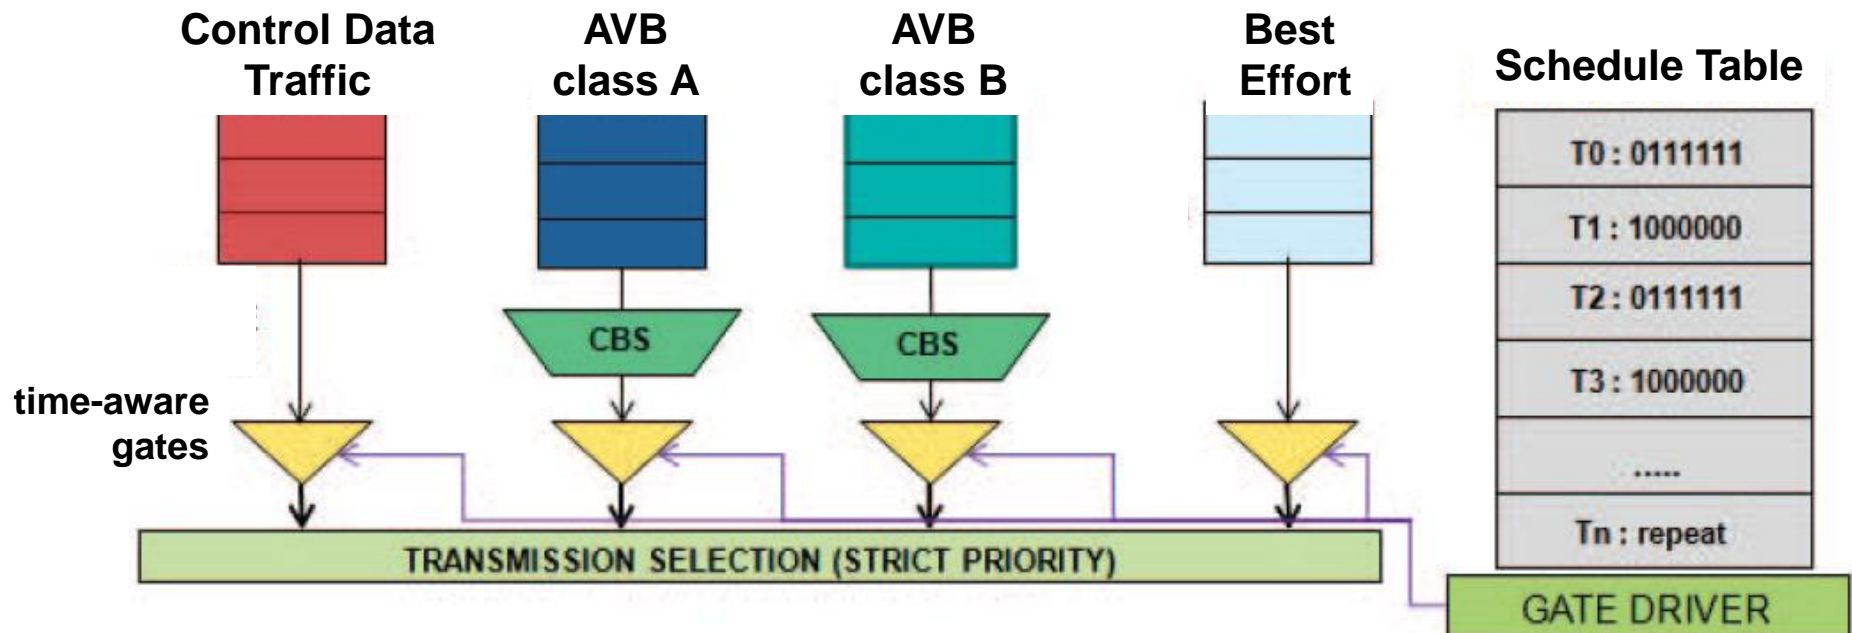 Control Data
Traffic
AVB
class A
AVB
class B
Best
Effort
Schedule Table
T0 : 0111111
T1 : 1000000
T2 : 0111111
T3 : 1000000
.....
Tn : repeat
CBS
CBS
time-aware
gates
TRANSMISSION SELECTION (STRICT PRIORITY)
GATE DRIVER